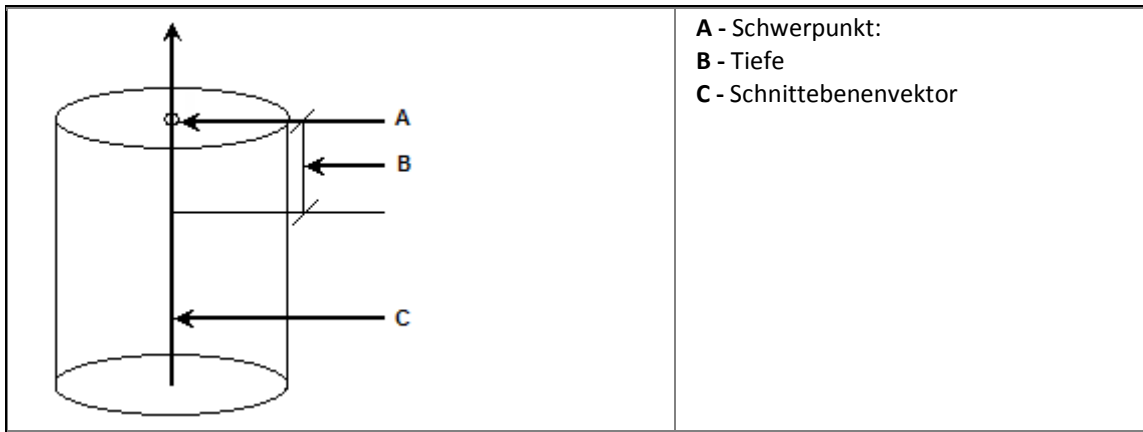 A
B
C
A - Schwerpunkt:
B - Tiefe
C - Schnittebenenvektor